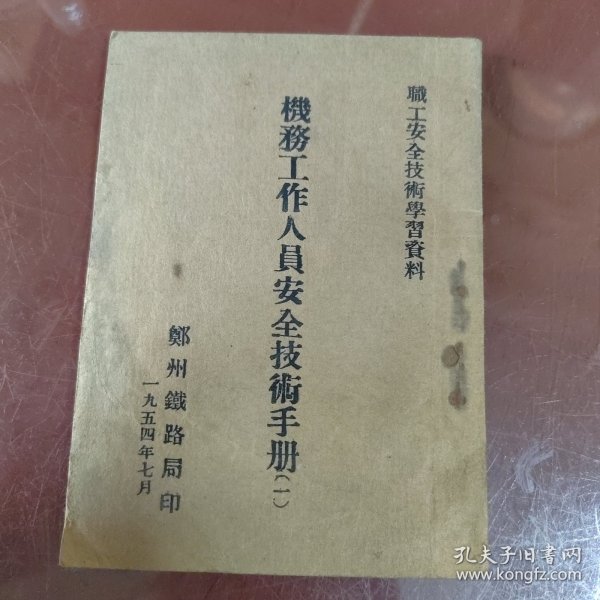 職工安全技術學習資料
機務工作人員安全技術手册(一)
鄭州鐵路局印
一九五四年七月
孔夫子旧书网
www.kongfz.com